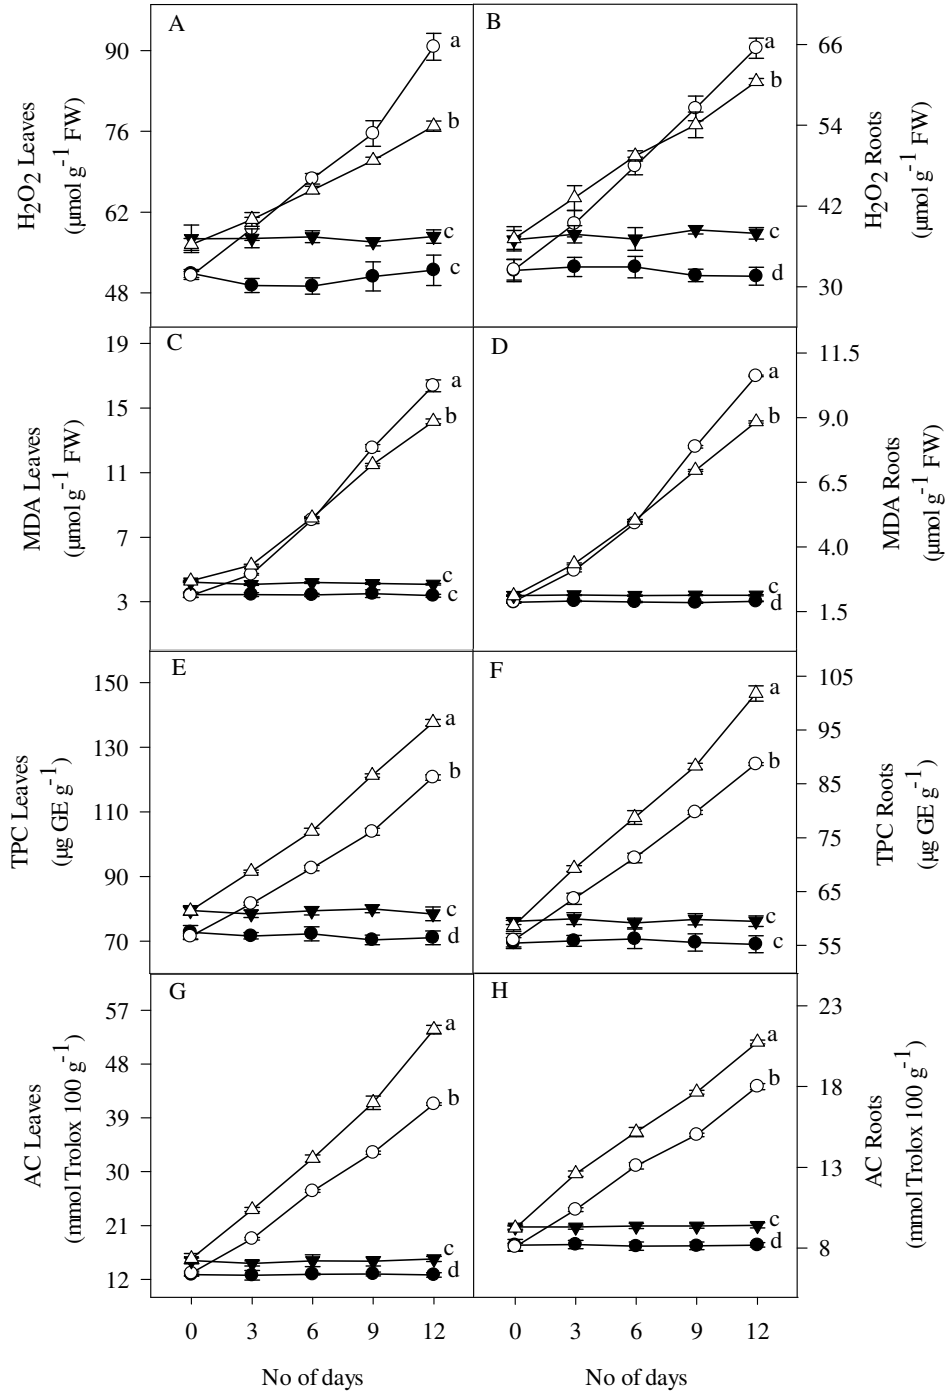 A
B
90
76
62
48
H2O2 Leaves
(μmol g-1 FW)
a
b
c
c
66
54
42
30
H2O2 Roots
(μmol g-1 FW)
a
b
c
d
C
D
19
15
11
7
3
MDA Leaves
(μmol g-1 FW)
a
b
c
c
11.5
9.0
6.5
4.0
1.5
MDA Roots
(μmol g-1 FW)
a
b
c
d
E
F
150
130
110
90
70
TPC Leaves
(μg GE g-1)
a
b
c
d
105
95
85
75
65
55
TPC Roots
(μg GE g-1)
a
b
c
c
G
H
57
48
39
30
21
12
AC Leaves
(mmol Trolox 100 g-1)
a
b
c
d
23
18
13
8
AC Roots
(mmol Trolox 100 g-1)
a
b
c
d
0 3 6 9 12
0 3 6 9 12
No of days
No of days